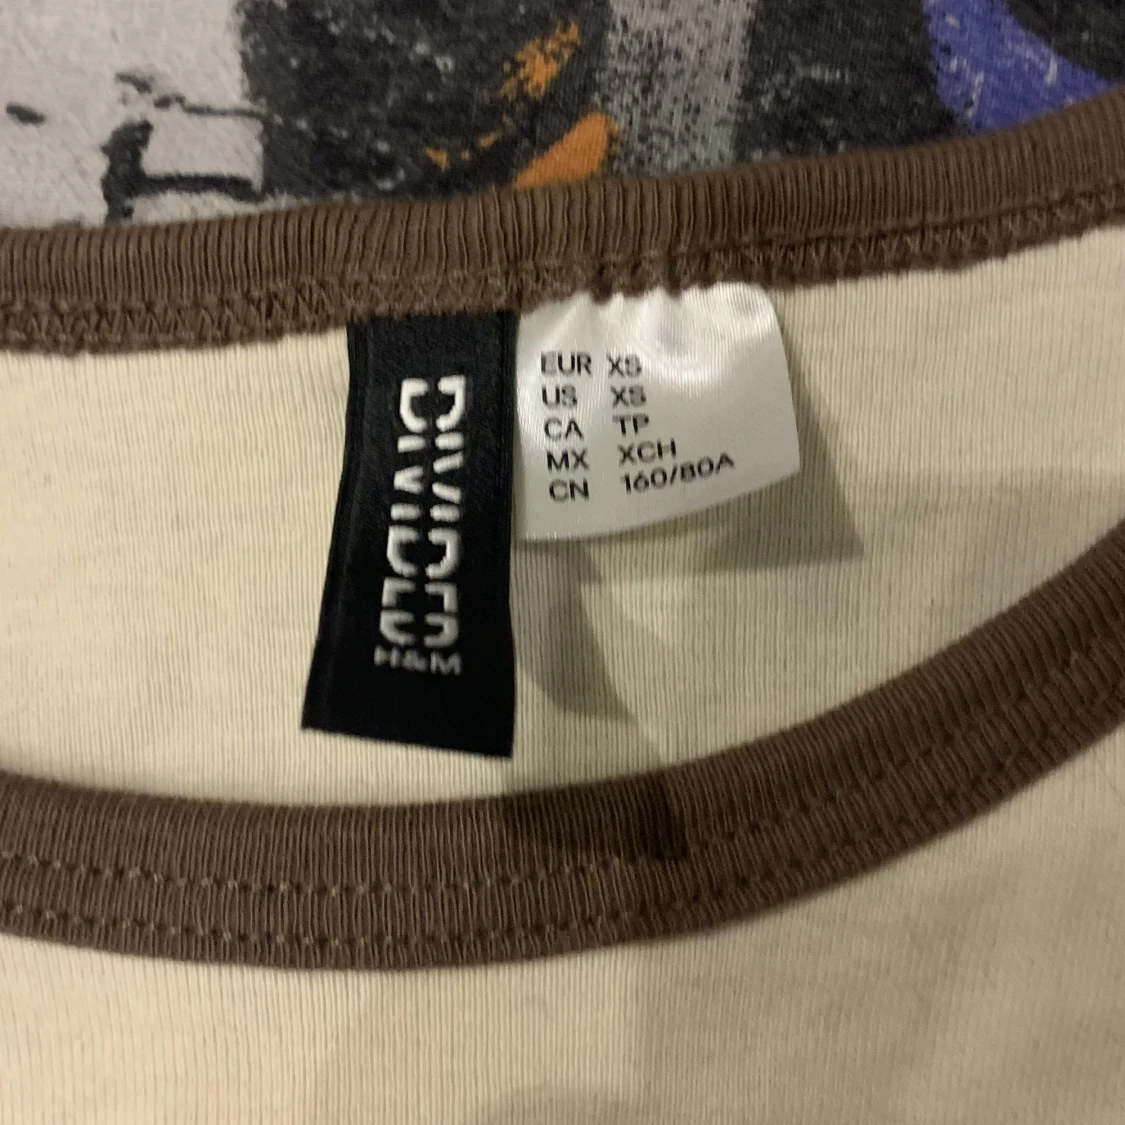 DIVIDED
H&M
EUR XS
US XS
CA TP
MX XCH
CN 160/80A